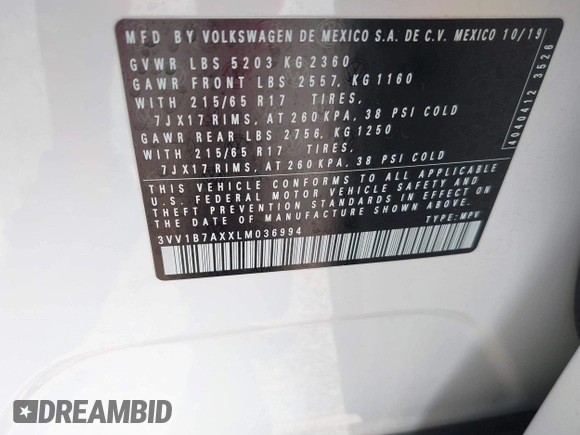 MFD BY VOLKSWAGEN DE MEXICO S.A. DE C.V. MEXICO 10/19
GVWR LBS 5203 KG 2360
GAWR FRONT LBS 2557, KG 1160
WITH 215/65 R17 TIRES,
7JX17 RIMS, AT 260 KPA, 38 PSI COLD
GAWR REAR LBS 2756, KG 1250
WITH 215/65 R17 TIRES,
7JX17 RIMS, AT 260 KPA, 38 PSI COLD
THIS VEHICLE CONFORMS TO ALL APPLICABLE
U.S. FEDERAL MOTOR VEHICLE SAFETY AND
THEFT PREVENTION STANDARDS IN EFFECT ON
THE DATE OF MANUFACTURE SHOWN ABOVE.
3VV1B7AXXLM036994 TYPE: MPV
4040412 3526
DREAMBID